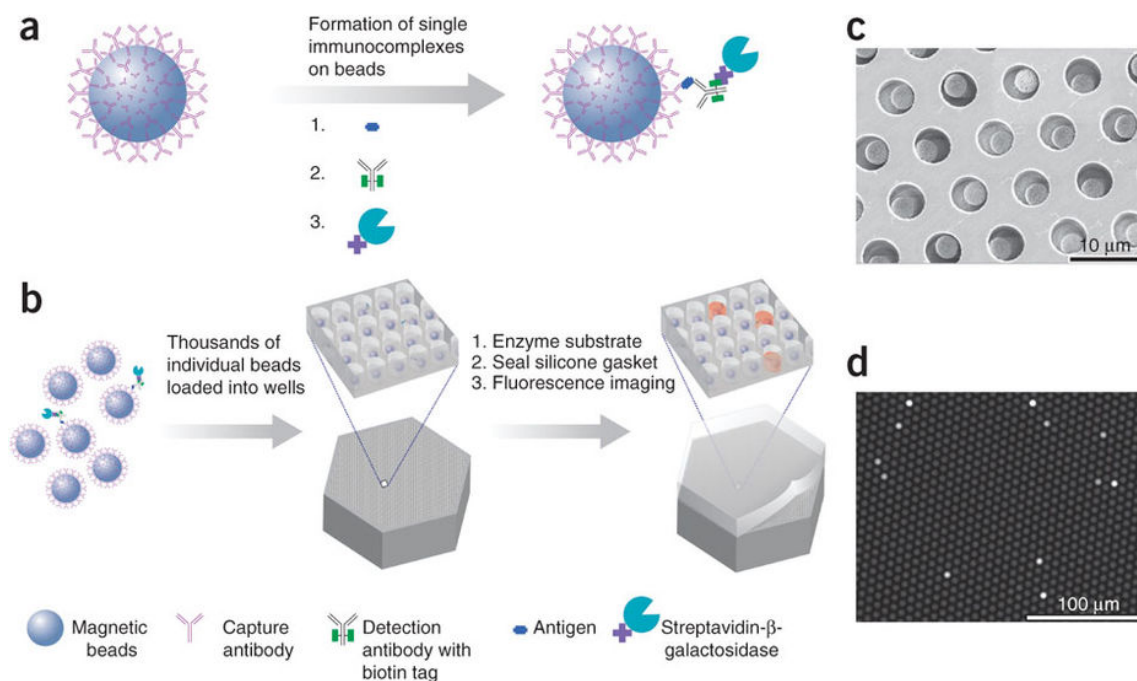 a
Formation of single
immunocomplexes
on beads
1.
2.
3.
c
10 μm
b
Thousands of
individual beads
loaded into wells
1. Enzyme substrate
2. Seal silicone gasket
3. Fluorescence imaging
d
100 μm
Magnetic
beads
Capture
antibody
Detection
antibody with
biotin tag
Antigen
Streptavidin-β-
galactosidase